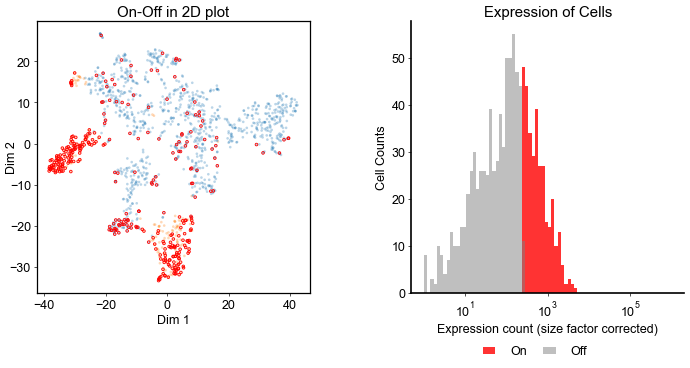 On-Off in 2D plot
20
10
0
−10
−20
−30
Dim 2
−40
−20
0
20
40
Dim 1
Expression of Cells
50
40
30
20
10
0
Cell Counts
10^1
10^3
10^5
Expression count (size factor corrected)
On
Off